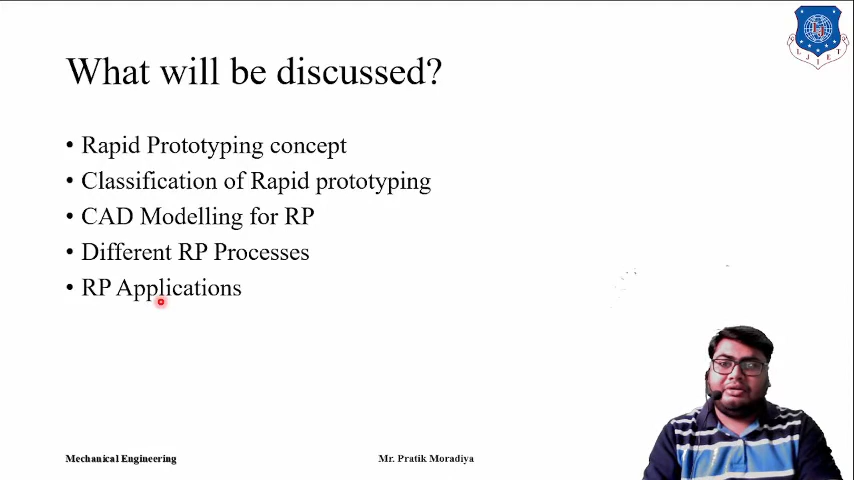 What will be discussed?
• Rapid Prototyping concept
• Classification of Rapid prototyping
• CAD Modelling for RP
• Different RP Processes
• RP Applications
LJIET
Mechanical Engineering
Mr. Pratik Moradiya